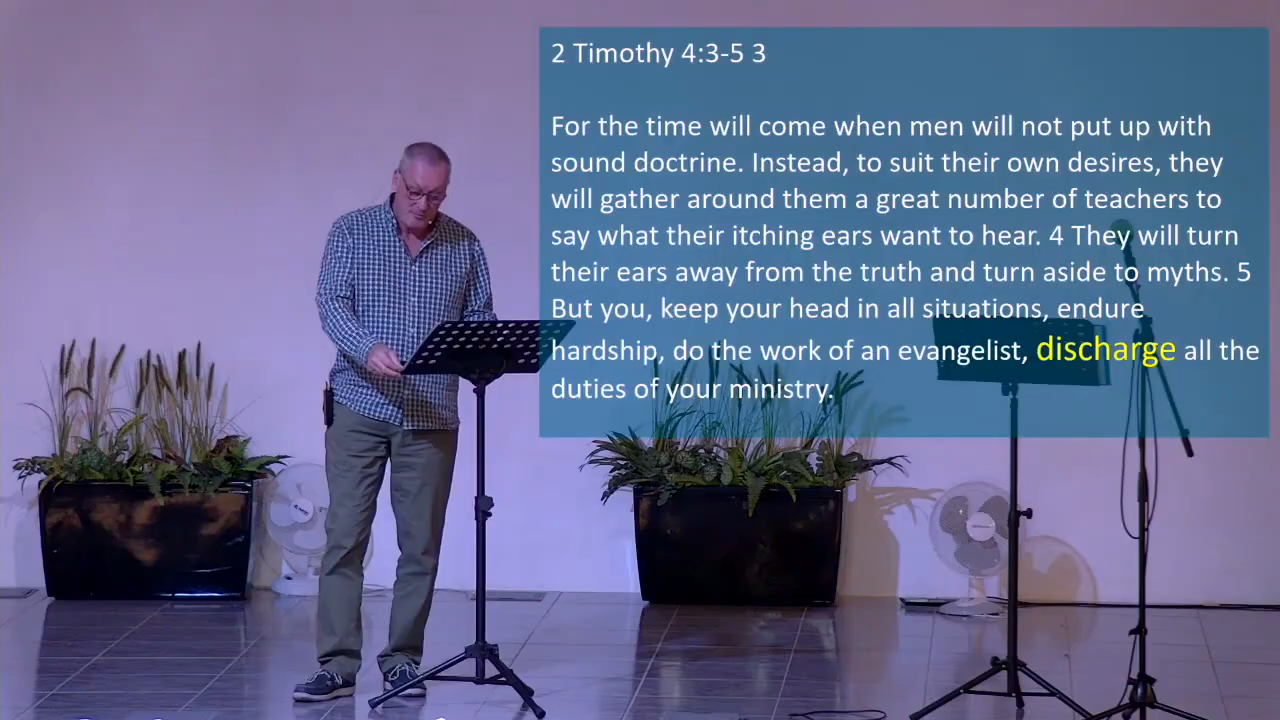 2 Timothy 4:3-5 3
For the time will come when men will not put up with
sound doctrine. Instead, to suit their own desires, they
will gather around them a great number of teachers to
say what their itching ears want to hear. 4 They will turn
their ears away from the truth and turn aside to myths. 5
But you, keep your head in all situations, endure
hardship, do the work of an evangelist, discharge all the
duties of your ministry.